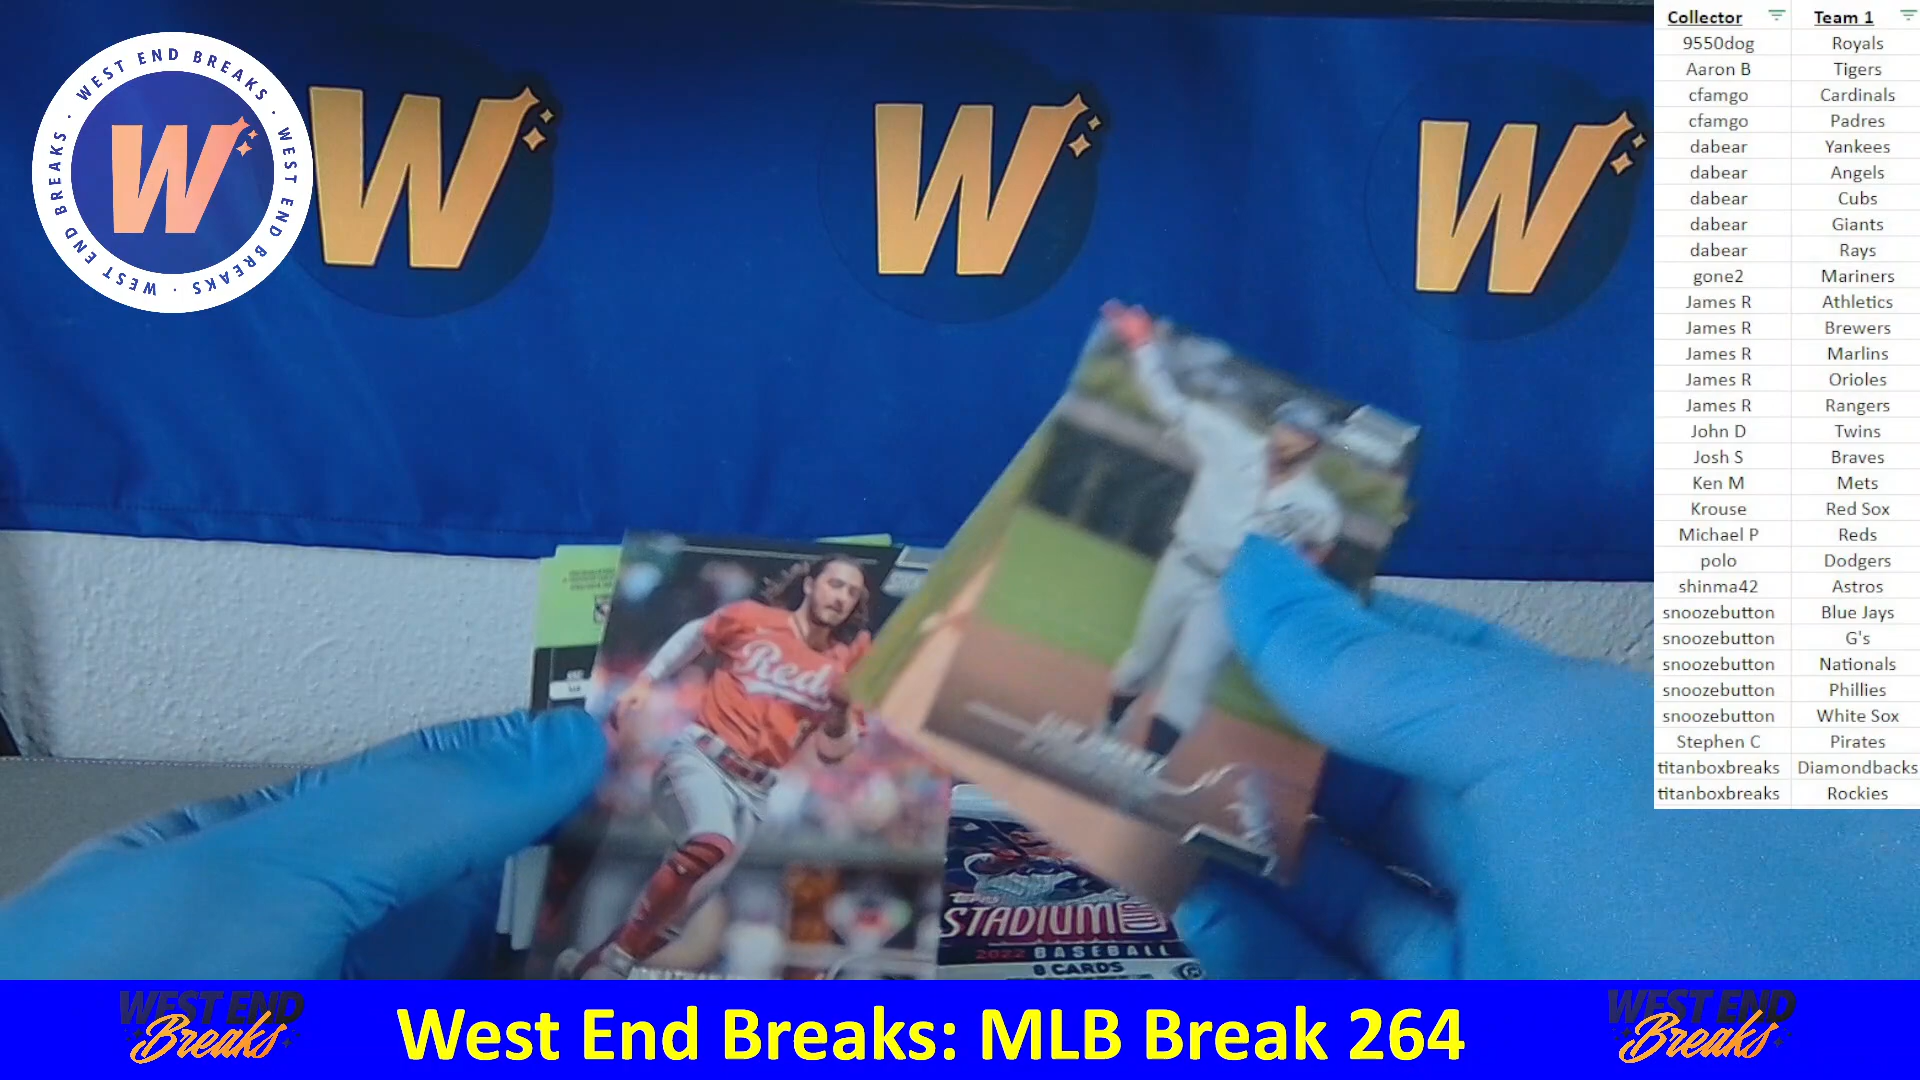 WEST END BREAKS · WEST END BREAKS · WEST END BREAKS ·
W
W
W
W
Collector Team 1
9550dog Royals
Aaron B Tigers
cfamgo Cardinals
cfamgo Padres
dabear Yankees
dabear Angels
dabear Cubs
dabear Giants
dabear Rays
gone2 Mariners
James R Athletics
James R Brewers
James R Marlins
James R Orioles
James R Rangers
John D Twins
Josh S Braves
Ken M Mets
Krouse Red Sox
Michael P Reds
polo Dodgers
shinma42 Astros
snoozebutton Blue Jays
snoozebutton G's
snoozebutton Nationals
snoozebutton Phillies
snoozebutton White Sox
Stephen C Pirates
titanboxbreaks Diamondbacks
titanboxbreaks Rockies
Reds
STADIUM CLUB
2022 BASEBALL
8 CARDS
WEST END
Breaks
West End Breaks: MLB Break 264
WEST END
Breaks